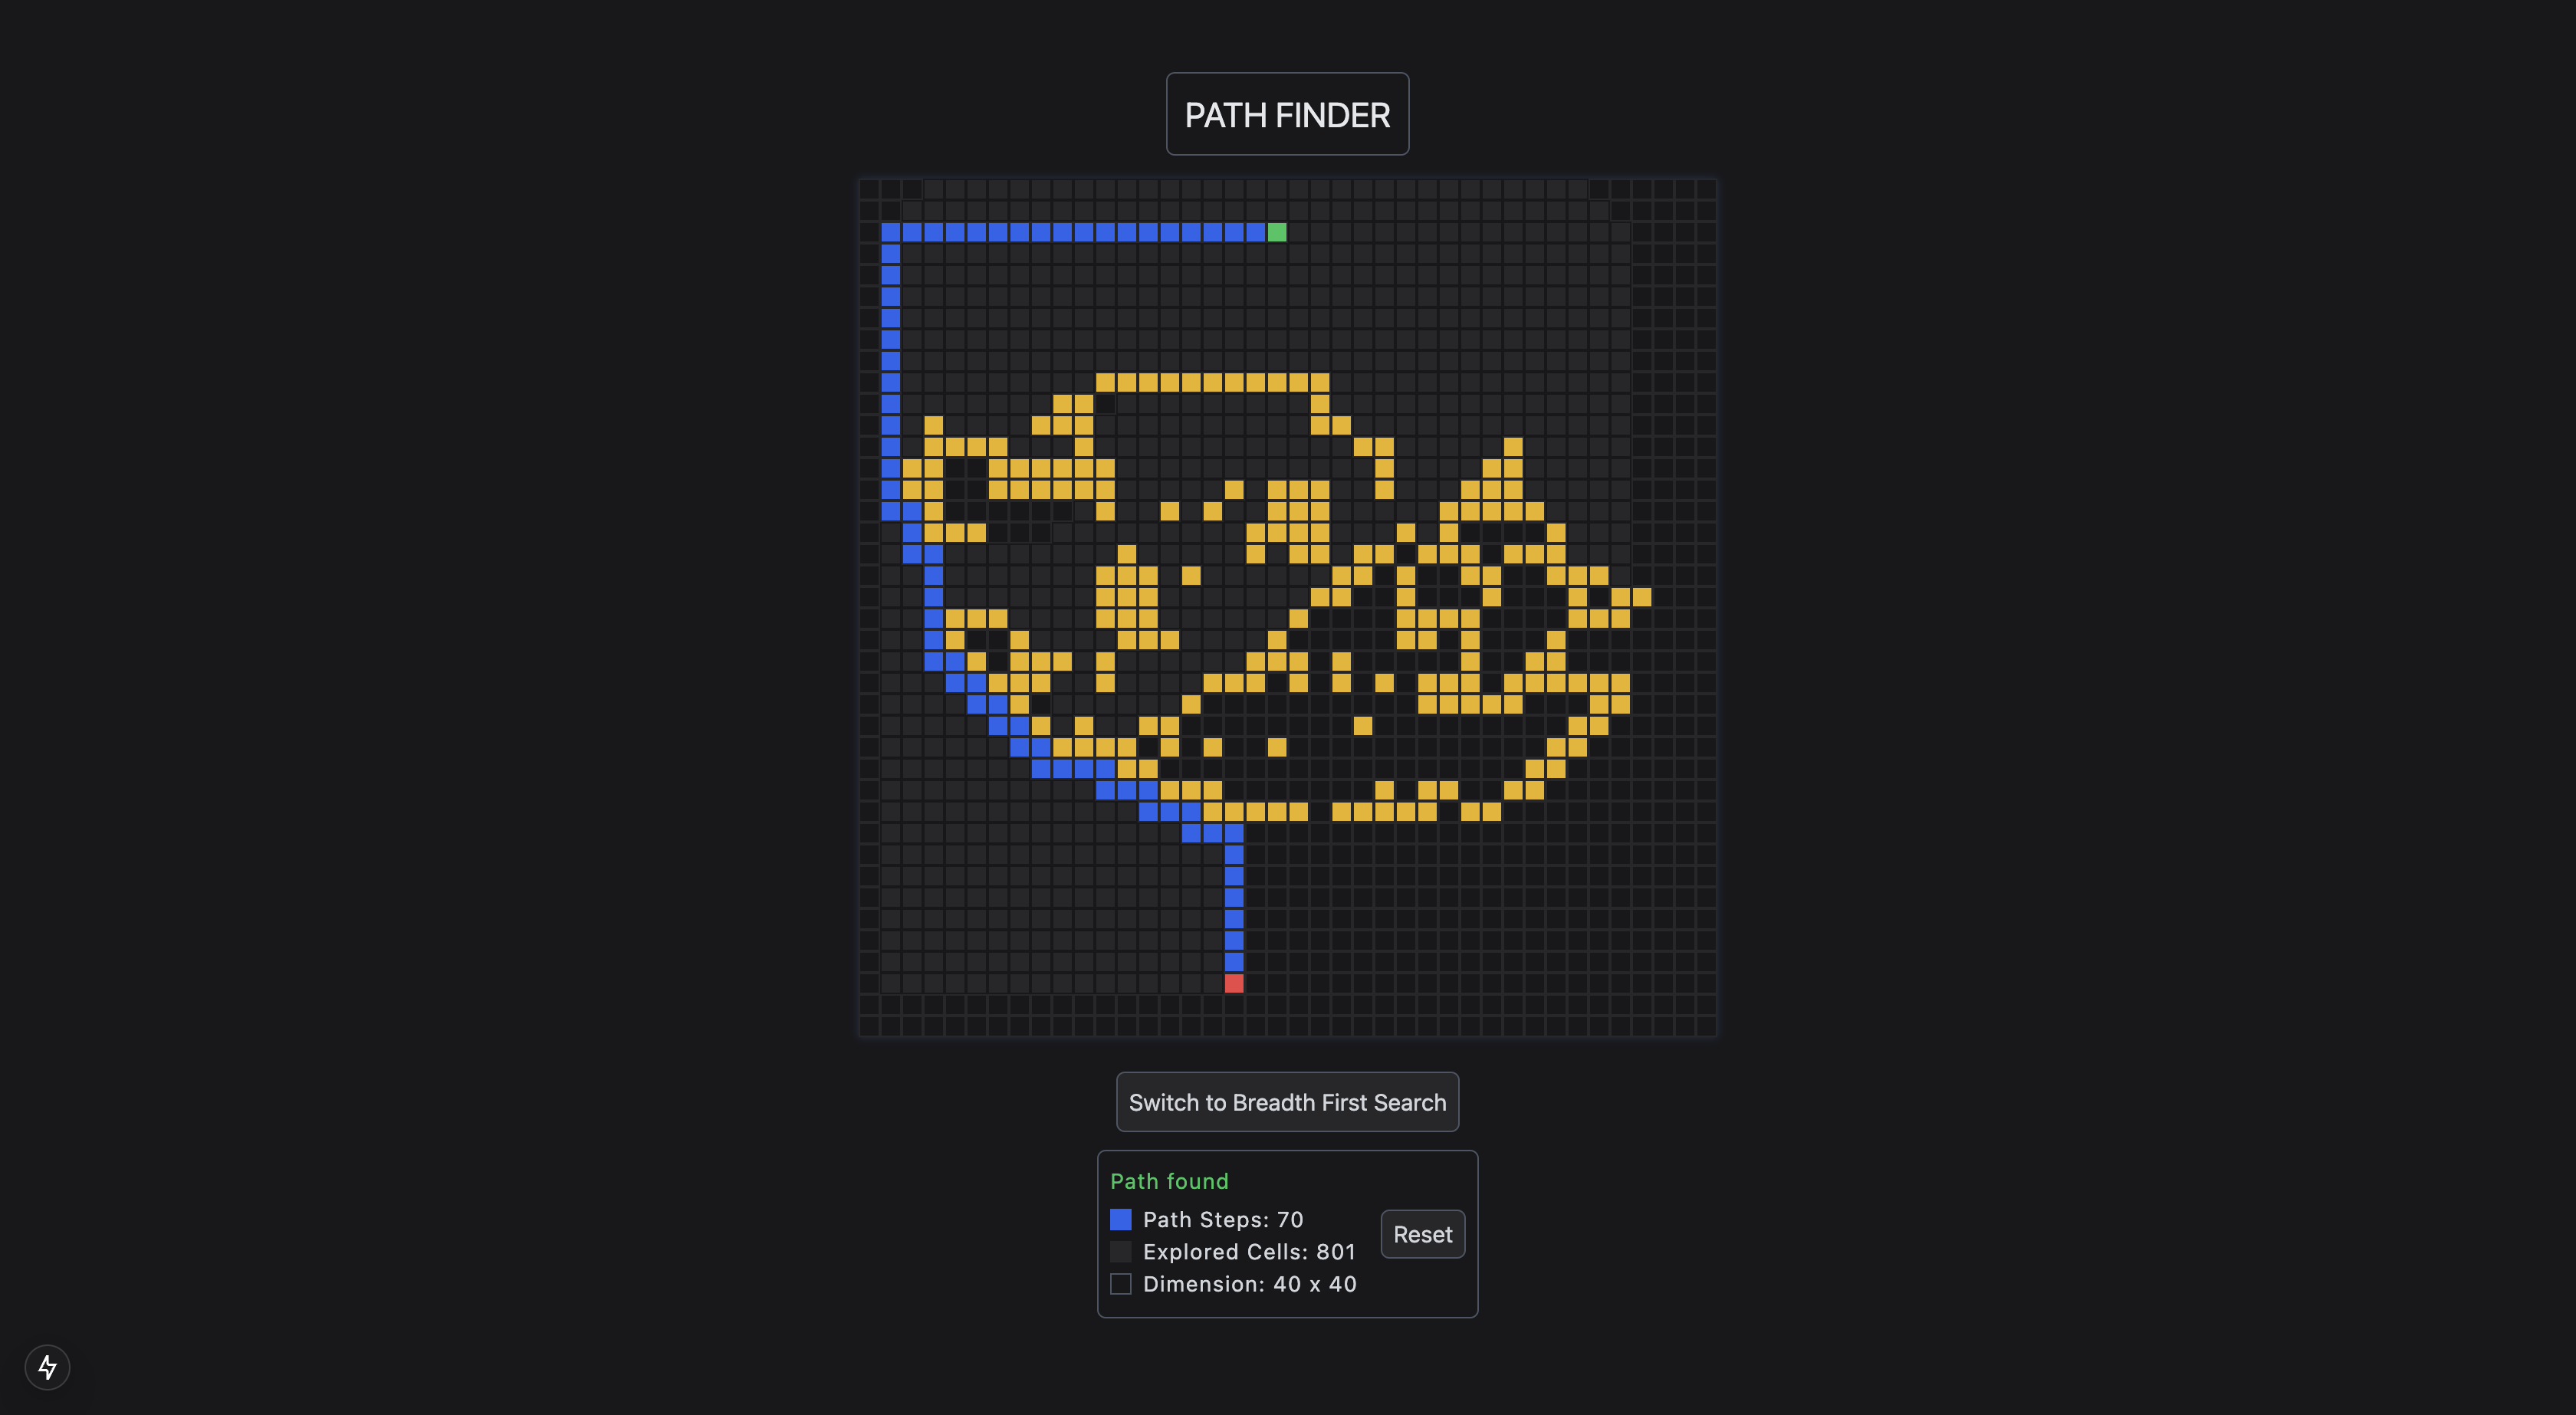 PATH FINDER
Switch to Breadth First Search
Path found
Path Steps: 70
Explored Cells: 801
Dimension: 40 x 40
Reset